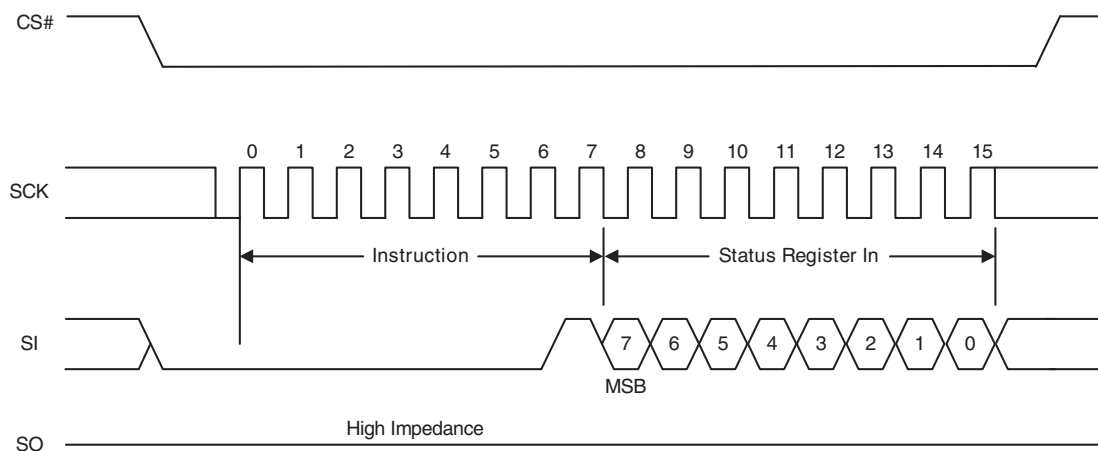 CS#
0 1 2 3 4 5 6 7 8 9 10 11 12 13 14 15
SCK
Instruction Status Register In
SI 7 6 5 4 3 2 1 0
MSB
High Impedance
SO